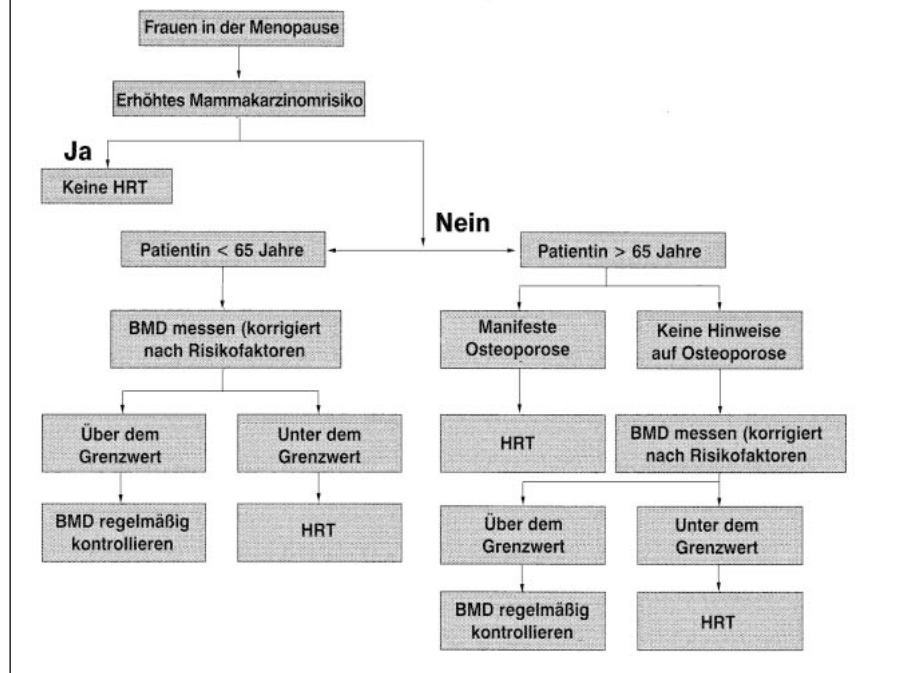 Frauen in der Menopause
Erhöhtes Mammakarzinomrisiko
Ja
Keine HRT
Nein
Patientin < 65 Jahre
Patientin > 65 Jahre
BMD messen (korrigiert
nach Risikofaktoren
Manifeste
Osteoporose
Keine Hinweise
auf Osteoporose
Über dem
Grenzwert
Unter dem
Grenzwert
HRT
BMD messen (korrigiert
nach Risikofaktoren
BMD regelmäßig
kontrollieren
HRT
Über dem
Grenzwert
Unter dem
Grenzwert
BMD regelmäßig
kontrollieren
HRT